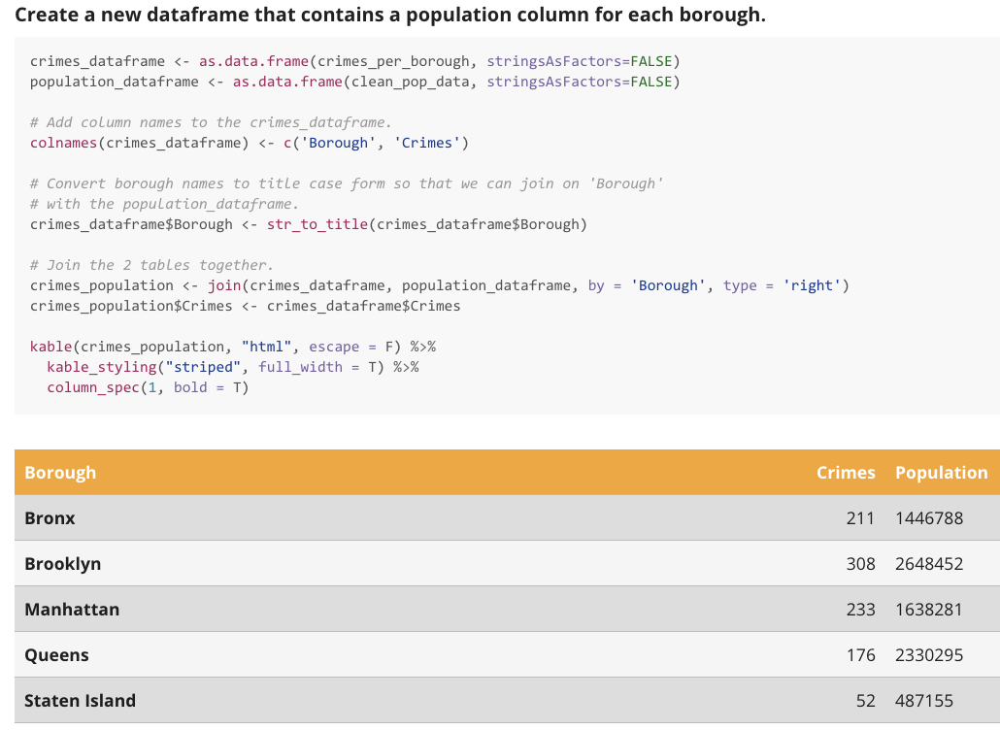 Create a new dataframe that contains a population column for each borough.
crimes_dataframe <- as.data.frame(crimes_per_borough, stringsAsFactors=FALSE)
population_dataframe <- as.data.frame(clean_pop_data, stringsAsFactors=FALSE)
# Add column names to the crimes_dataframe.
colnames(crimes_dataframe) <- c('Borough', 'Crimes')
# Convert borough names to title case form so that we can join on 'Borough'
# with the population_dataframe.
crimes_dataframe$Borough <- str_to_title(crimes_dataframe$Borough)
# Join the 2 tables together.
crimes_population <- join(crimes_dataframe, population_dataframe, by = 'Borough', type = 'right')
crimes_population$Crimes <- crimes_dataframe$Crimes
kable(crimes_population, "html", escape = F) %>%
  kable_styling("striped", full_width = T) %>%
  column_spec(1, bold = T)
Borough Crimes Population
Bronx 211 1446788
Brooklyn 308 2648452
Manhattan 233 1638281
Queens 176 2330295
Staten Island 52 487155